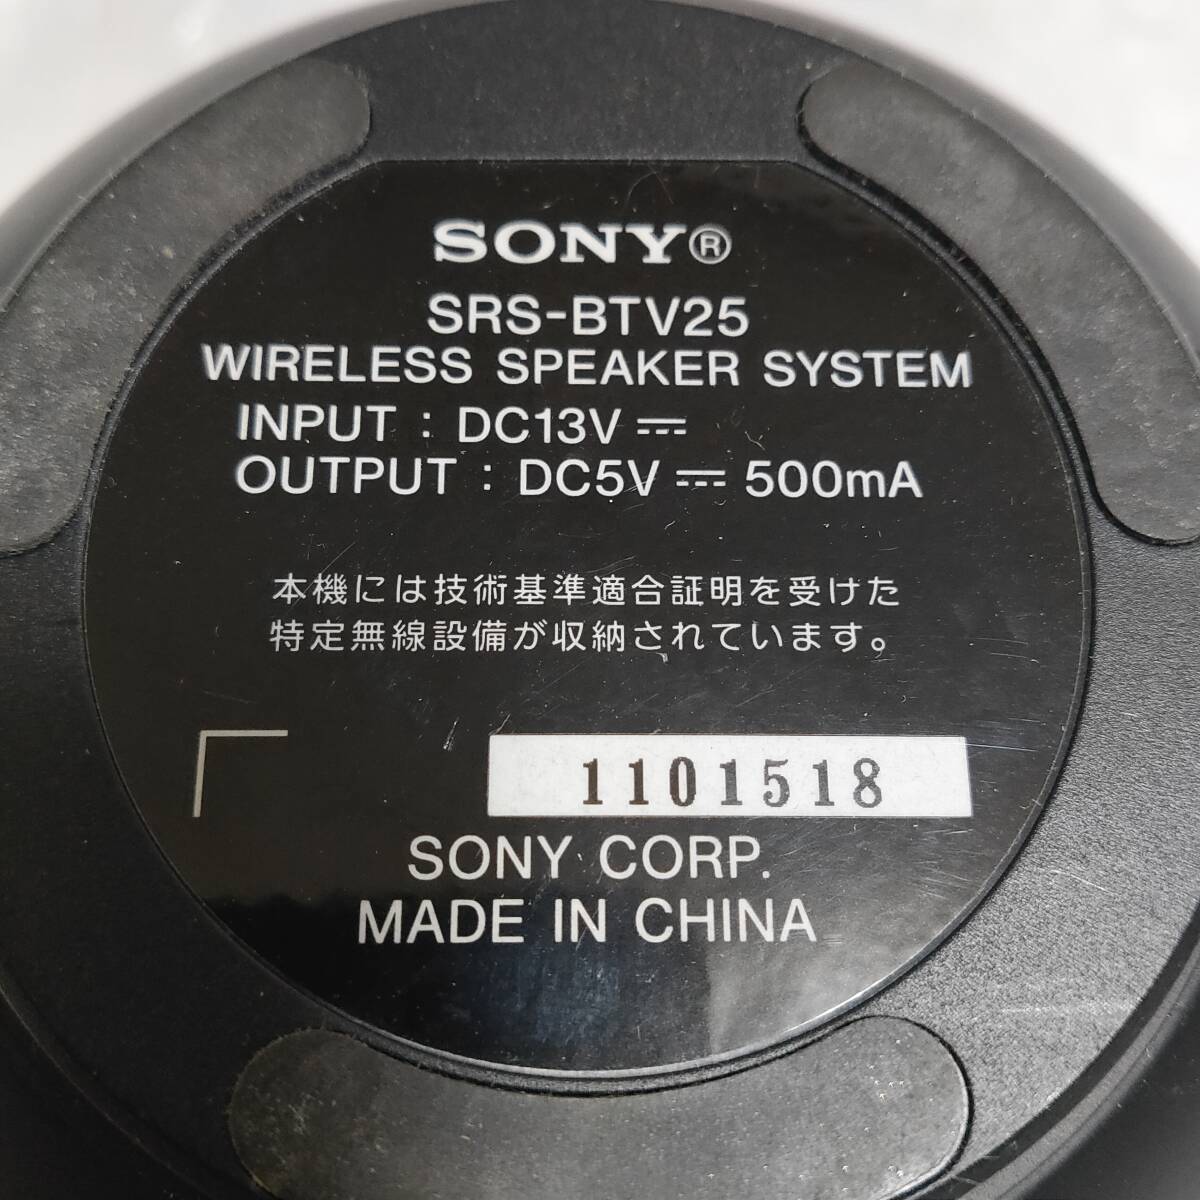 SONY®
SRS-BTV25
WIRELESS SPEAKER SYSTEM
INPUT : DC13V ⎓
OUTPUT : DC5V ⎓ 500mA
本機には技術基準適合証明を受けた
特定無線設備が収納されています。
1101518
SONY CORP.
MADE IN CHINA